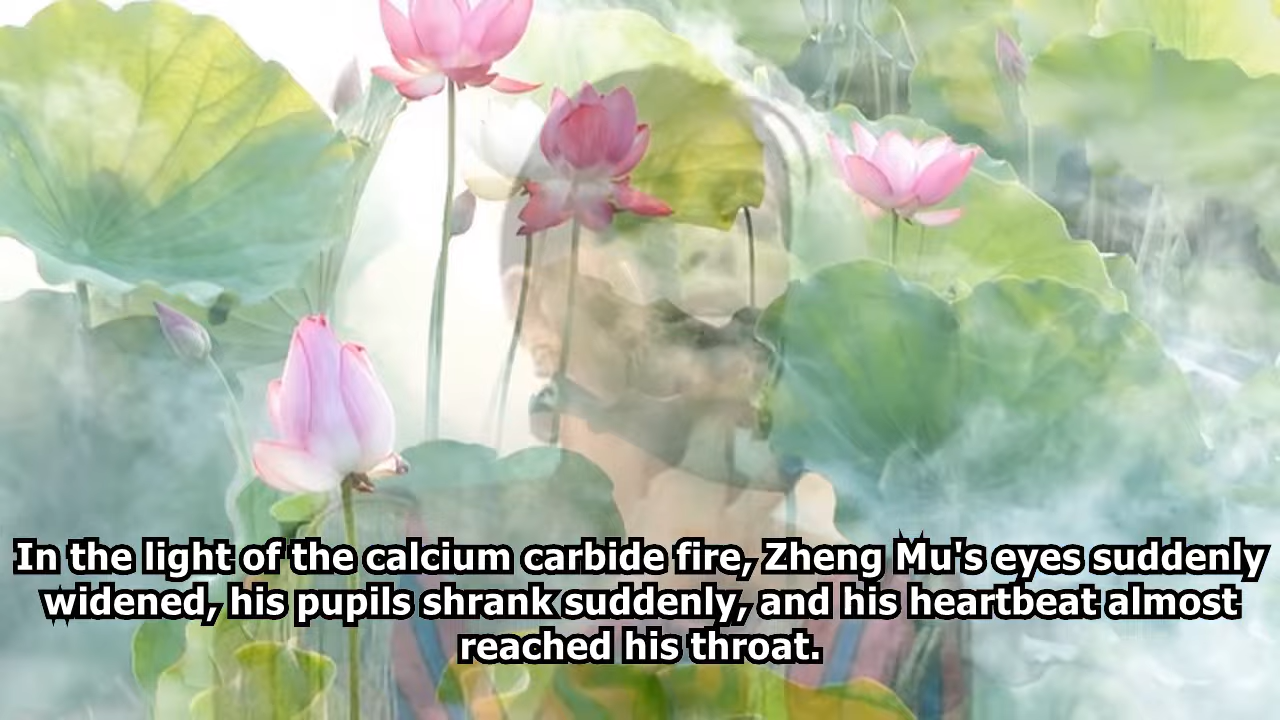 In the light of the calcium carbide fire, Zheng Mu's eyes suddenly
widened, his pupils shrank suddenly, and his heartbeat almost
reached his throat.